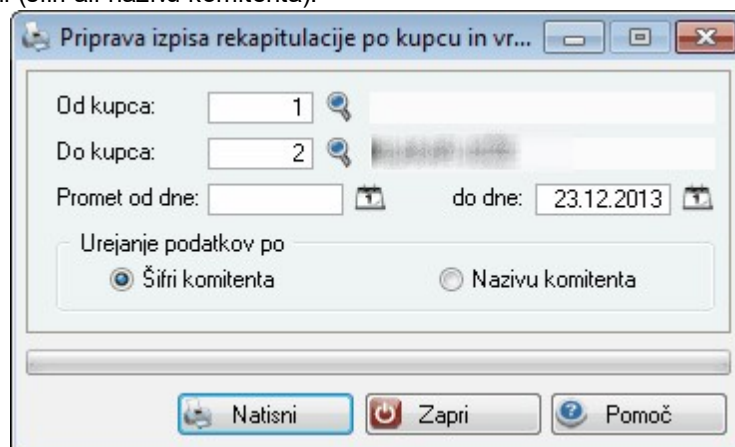 (šifri ali nazivu komitenta).
Priprava izpisa rekapitulacije po kupcu in vr...
Od kupca: 1
Do kupca: 2
Promet od dne: do dne: 23.12.2013
Urejanje podatkov po
Šifri komitenta Nazivu komitenta
Natisni Zapri Pomoč